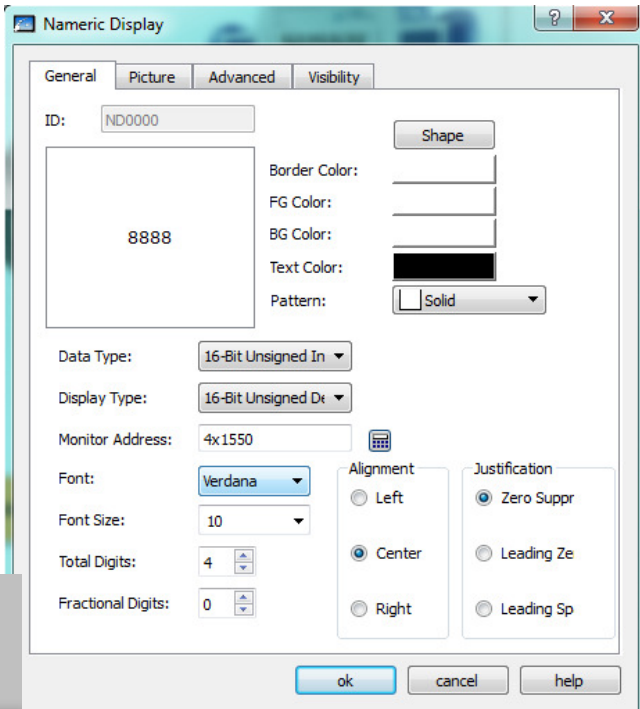 Nameric Display
General Picture Advanced Visibility
ID: ND0000
Shape
Border Color:
FG Color:
8888
BG Color:
Text Color:
Pattern: Solid
Data Type: 16-Bit Unsigned In
Display Type: 16-Bit Unsigned De
Monitor Address: 4x1550
Font: Verdana
Font Size: 10
Total Digits: 4
Fractional Digits: 0
Alignment
Left
Center
Right
Justification
Zero Suppr
Leading Ze
Leading Sp
ok cancel help